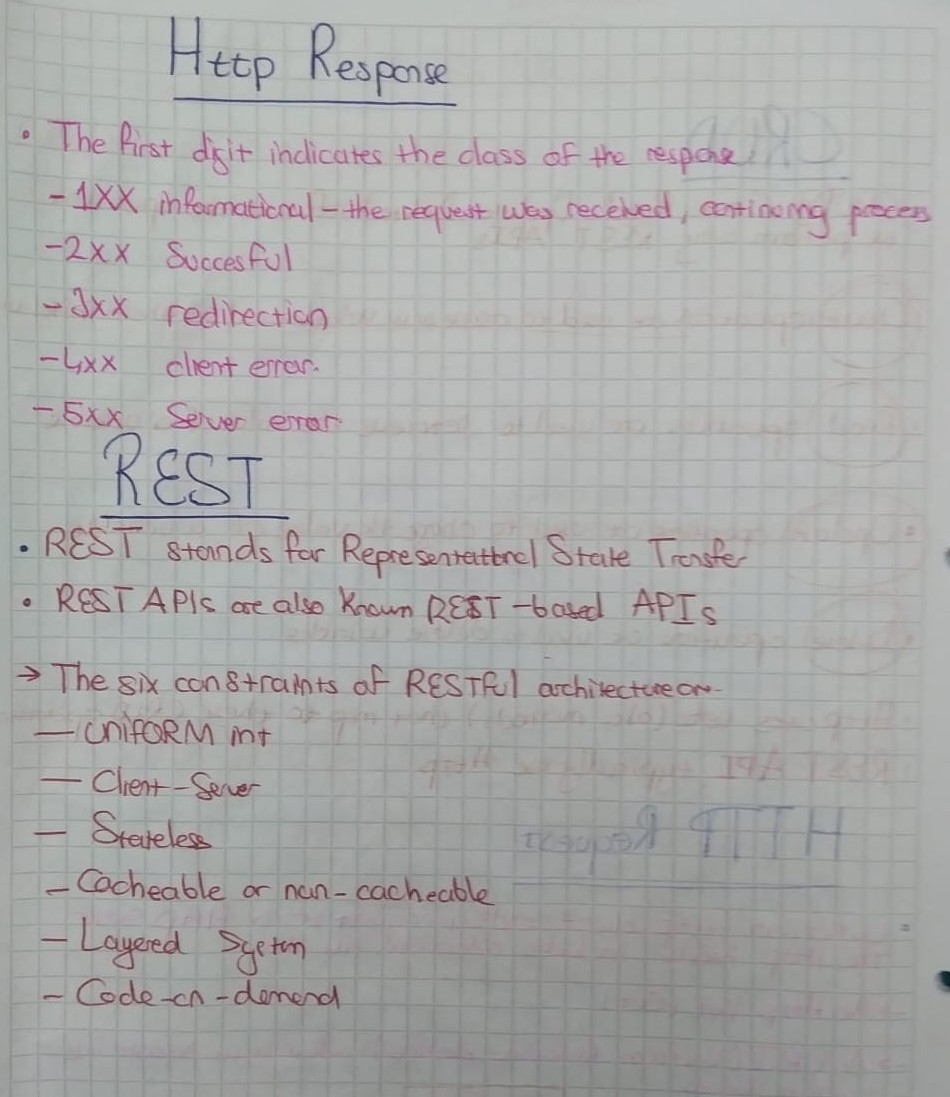 Http Response
• The first digit indicates the class of the response
- 1XX informational - the request was received, continuing process
- 2xx Succesful
- 3xx redirection
- 4xx client error.
- 5xx Server error
REST
• REST stands for Representational State Transfer
• REST APIs are also known REST-based APIs
→ The six constraints of RESTful architecture are
— UNIFORM int
— Client-Server
— Stateless
— Cacheable or non-cacheable
— Layered System
— Code-on-demand
HTTP Request